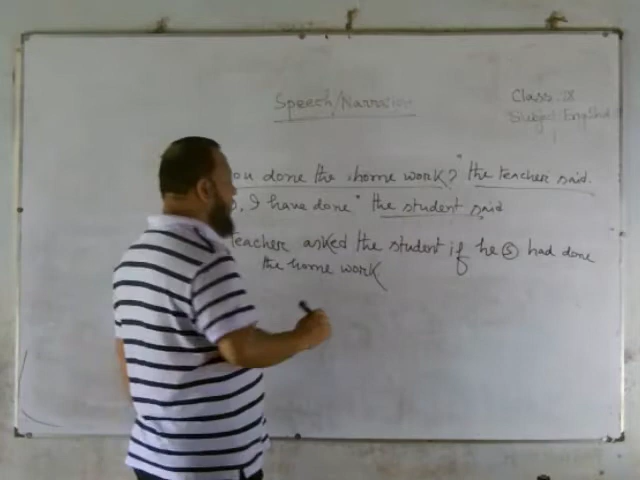 Speech/Narration
Class IX
Subject English
ou done the home work?" the teacher said.
, I have done" the student said
teacher asked the student if he (S) had done
the home work